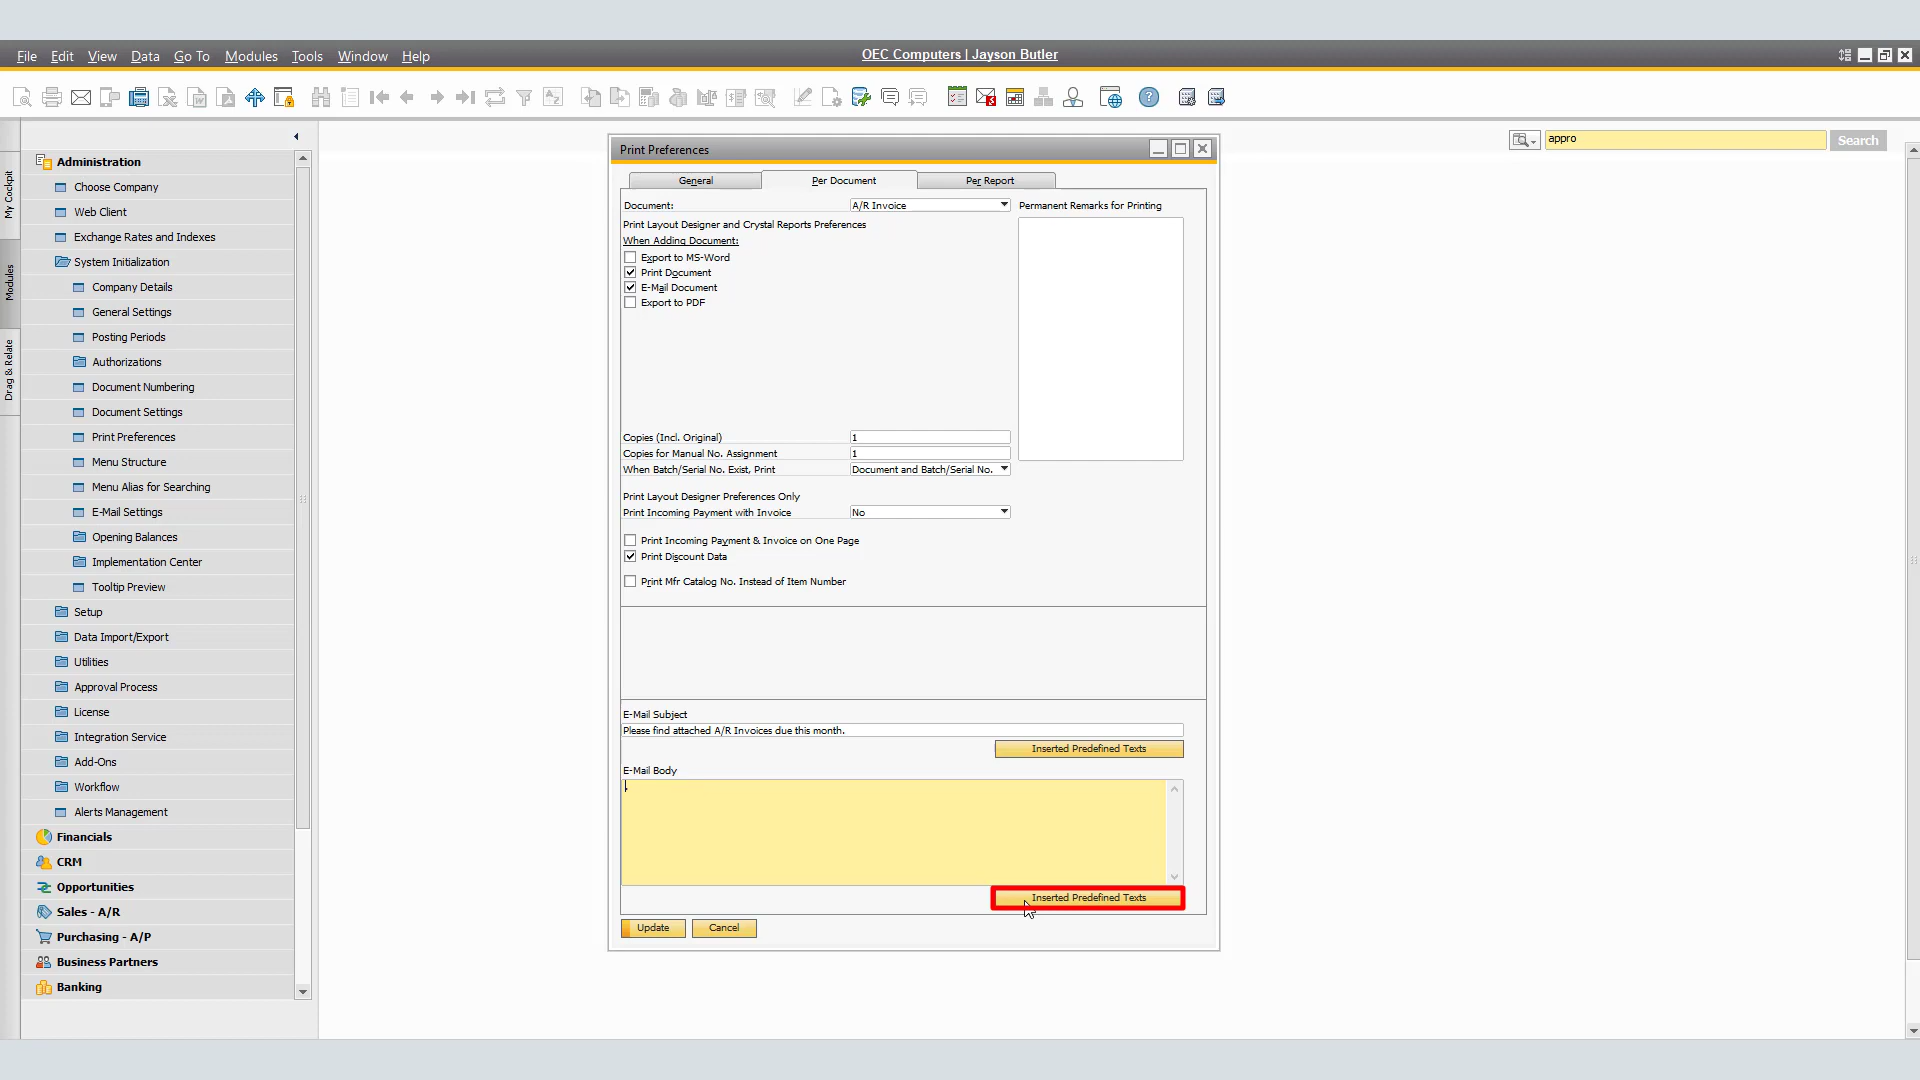 File Edit View Data Go To Modules Tools Window Help
OEC Computers | Jayson Butler
appro
Search
My Cockpit
Modules
Drag & Relate
Administration
Choose Company
Web Client
Exchange Rates and Indexes
System Initialization
Company Details
General Settings
Posting Periods
Authorizations
Document Numbering
Document Settings
Print Preferences
Menu Structure
Menu Alias for Searching
E-Mail Settings
Opening Balances
Implementation Center
Tooltip Preview
Setup
Data Import/Export
Utilities
Approval Process
License
Integration Service
Add-Ons
Workflow
Alerts Management
Financials
CRM
Opportunities
Sales - A/R
Purchasing - A/P
Business Partners
Banking
Print Preferences
General Per Document Per Report
Document: A/R Invoice Permanent Remarks for Printing
Print Layout Designer and Crystal Reports Preferences
When Adding Document:
Export to MS-Word
Print Document
E-Mail Document
Export to PDF
Copies (Incl. Original) 1
Copies for Manual No. Assignment 1
When Batch/Serial No. Exist, Print Document and Batch/Serial No.
Print Layout Designer Preferences Only
Print Incoming Payment with Invoice No
Print Incoming Payment & Invoice on One Page
Print Discount Data
Print Mfr Catalog No. Instead of Item Number
E-Mail Subject
Please find attached A/R Invoices due this month.
Inserted Predefined Texts
E-Mail Body
Inserted Predefined Texts
Update Cancel